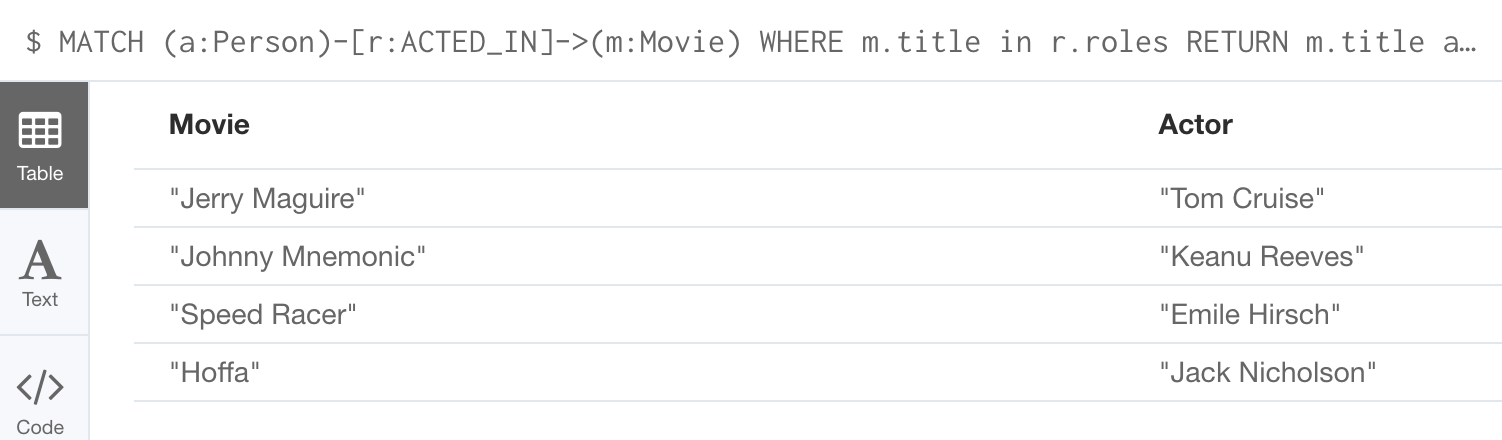 $ MATCH (a:Person)-[r:ACTED_IN]->(m:Movie) WHERE m.title in r.roles RETURN m.title a…
Movie Actor
Table
"Jerry Maguire" "Tom Cruise"
"Johnny Mnemonic" "Keanu Reeves"
Text
"Speed Racer" "Emile Hirsch"
"Hoffa" "Jack Nicholson"
Code